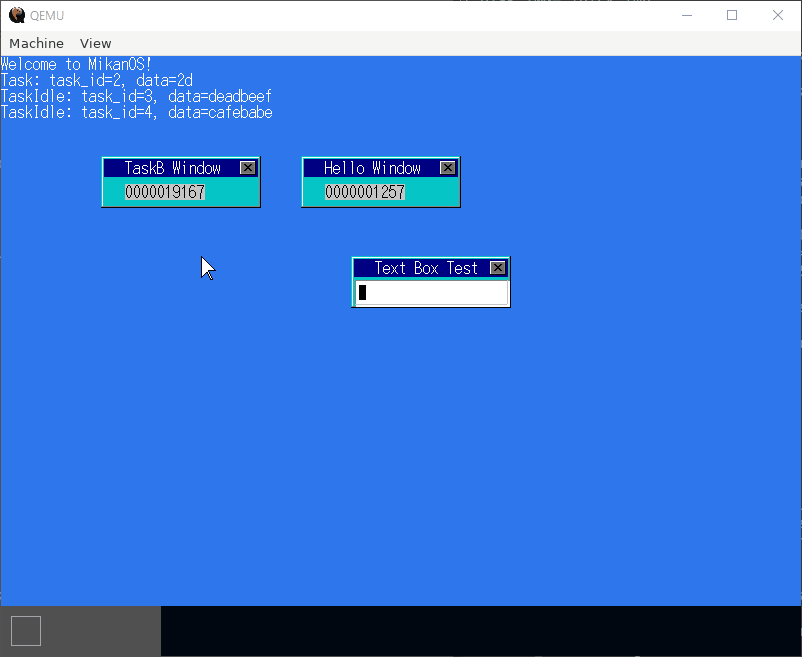 QEMU
Machine View
Welcome to MikanOS!
Task: task_id=2, data=2d
TaskIdle: task_id=3, data=deadbeef
TaskIdle: task_id=4, data=cafebabe
TaskB Window
0000019167
Hello Window
0000001257
Text Box Test